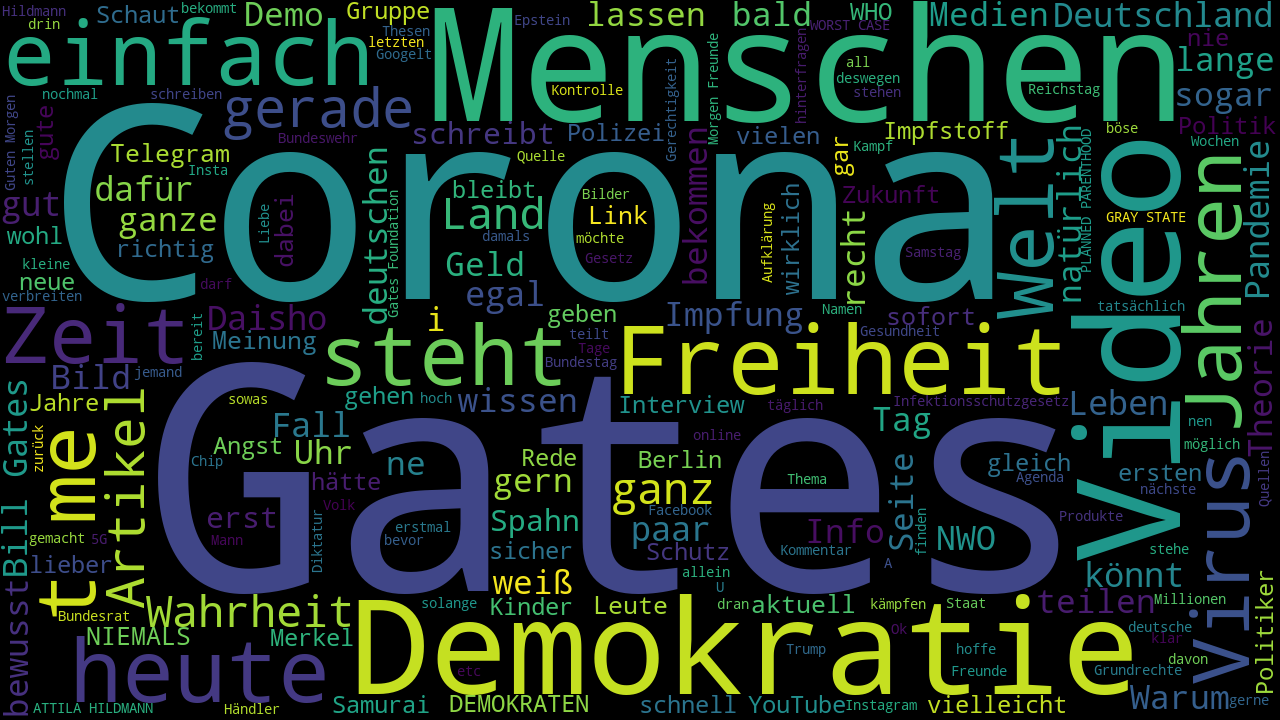 Hildmann
bekommt
drin
Schaut
Demo
Gruppe
Thesen
letzten
Googelt
Epstein
lassen
bald
WHO
WORST CASE
Medien
Deutschland
nie
lange
einfach
Menschen
hinterfragen
all
deswegen
stehen
Reichstag
Kontrolle
sogar
nochmal
schreiben
gerade
Guten Morgen
stellen
gute
Bundeswehr
schreibt
Polizei
Gerechtigkeit
Morgen Freunde
vielen
Impfstoff
böse
Politik
Wochen
Corona
Telegram
Insta
Quelle
gar
Kampf
Welt
natürlich
PLANNED PARENTHOOD
Video
Jahren
Pandemie
dafür
ganze
gut
wohl
richtig
Liebe
dabei
deutschen
Gates Foundation
bleibt
Land
damals
Bilder
Link
möchte
Gesetz
bekommen
Aufklärung
wirklich
Zukunft
recht
Samstag
GRAY STATE
kleine
neue
verbreiten
darf
Geld
egal
tatsächlich
Zeit
Daisho
Meinung
bereit
i
geben
teilt
Tage
Bundestag
Impfung
Namen
sofort
Gesundheit
steht
Freiheit
Bild
jemand
Jahre
sowas
gehen
hoch
wissen
Interview
täglich
Infektionsschutzgesetz
Leben
nen
möglich
Theorie
Bill Gates
zurück
t me
Artikel
Angst
Fall
Uhr
Chip
ne
Rede
gern
online
Berlin
Tag
gleich
Agenda
ersten
nächste
Quellen
Gates
hätte
erst
Volk
Mann
Diktatur
erstmal
bevor
Spahn
sicher
ganz
Facebook
paar
Schutz
Thema
Info
Kommentar
Seite
finden
NWO
Produkte
stehe
Virus
gemacht
5G
lieber
bewusst
weiß
allein
U
A
könnt
Bundesrat
Wahrheit
solange
Kinder
Leute
dran
aktuell
kämpfen
Staat
teilen
Millionen
Politiker
NIEMALS
Merkel
Demokratie
Ok
deutsche
klar
heute
etc
Trump
hoffe
Freunde
Grundrechte
davon
ATTILA HILDMANN
Händler
Samurai
DEMOKRATEN
schnell
YouTube
Instagram
vielleicht
Warum
gerne